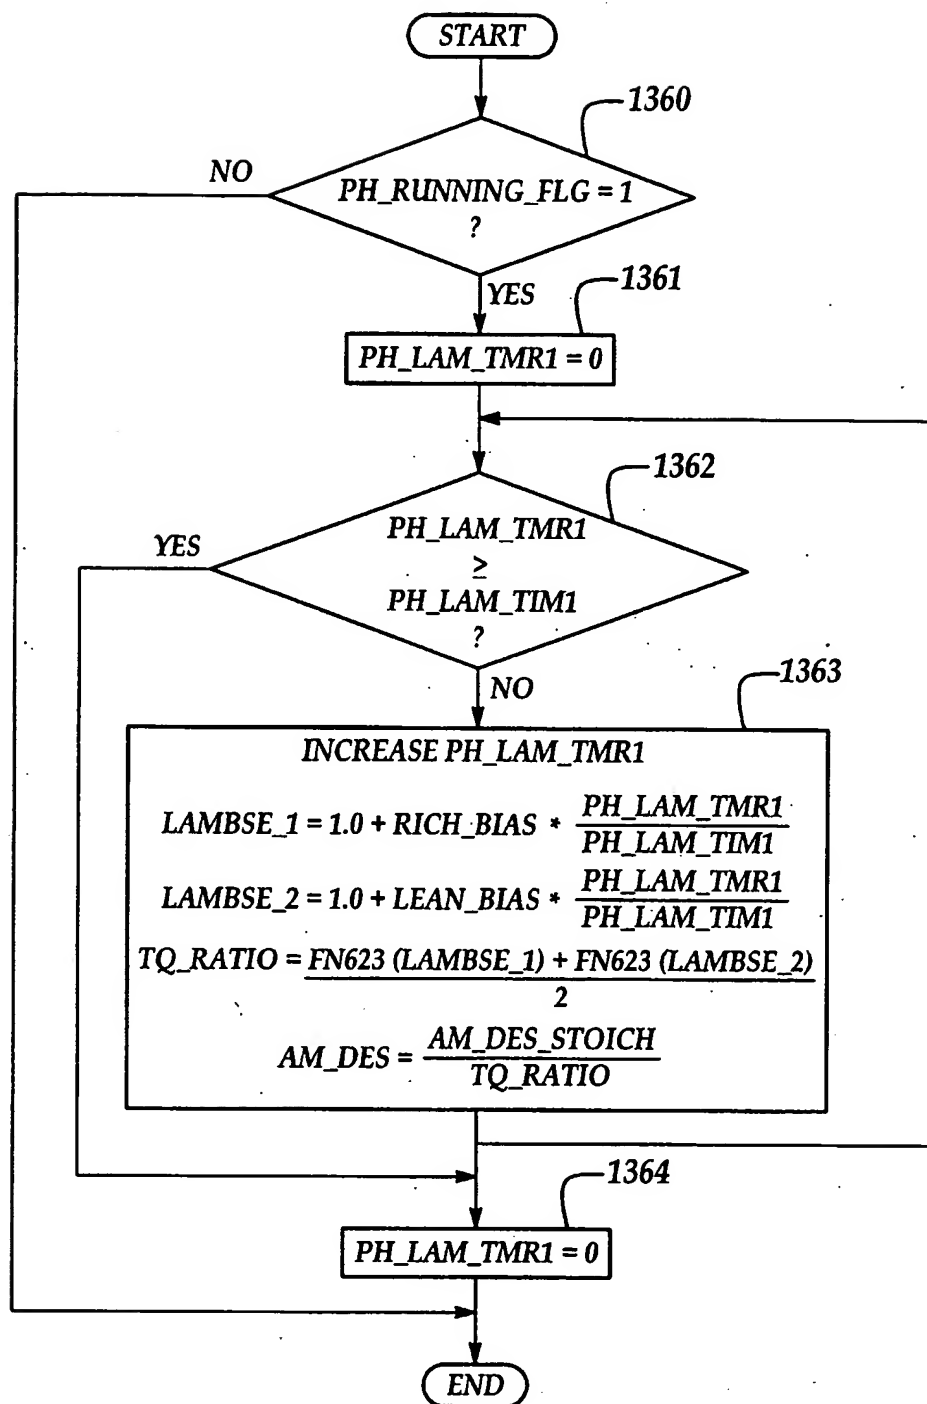 START
1360
NO
PH_RUNNING_FLG = 1
?
YES
1361
PH_LAM_TMR1 = 0
1362
YES
PH_LAM_TMR1
≥
PH_LAM_TIM1
?
NO
1363
INCREASE PH_LAM_TMR1
LAMBSE_1 = 1.0 + RICH_BIAS * PH_LAM_TMR1
PH_LAM_TIM1
LAMBSE_2 = 1.0 + LEAN_BIAS * PH_LAM_TMR1
PH_LAM_TIM1
TQ_RATIO = FN623 (LAMBSE_1) + FN623 (LAMBSE_2)
2
AM_DES = AM_DES_STOICH
TQ_RATIO
1364
PH_LAM_TMR1 = 0
END